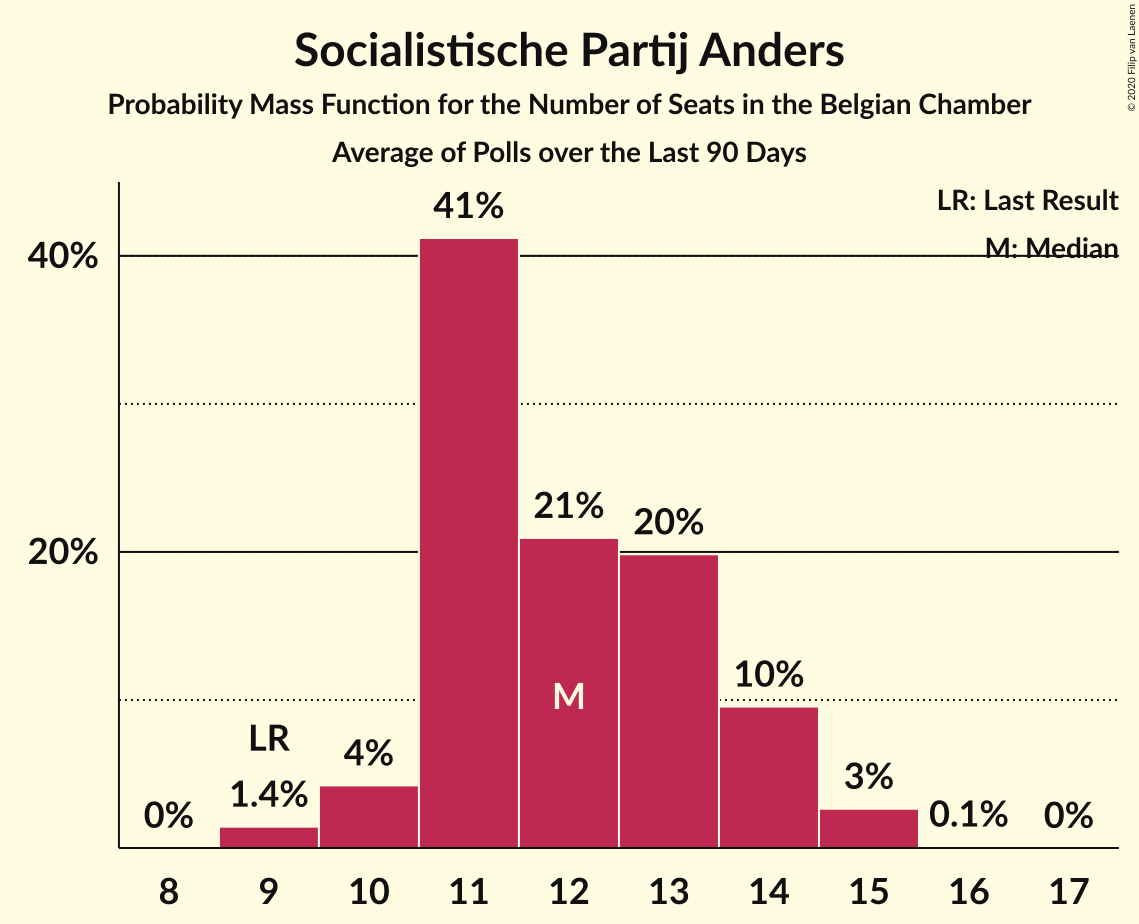 Socialistische Partij Anders
Probability Mass Function for the Number of Seats in the Belgian Chamber
Average of Polls over the Last 90 Days
© 2020 Filip van Laenen
LR: Last Result
M: Median
41%
40%
21%
20%
20%
10%
M
LR
4%
3%
1.4%
0%
0.1%
0%
8 9 10 11 12 13 14 15 16 17